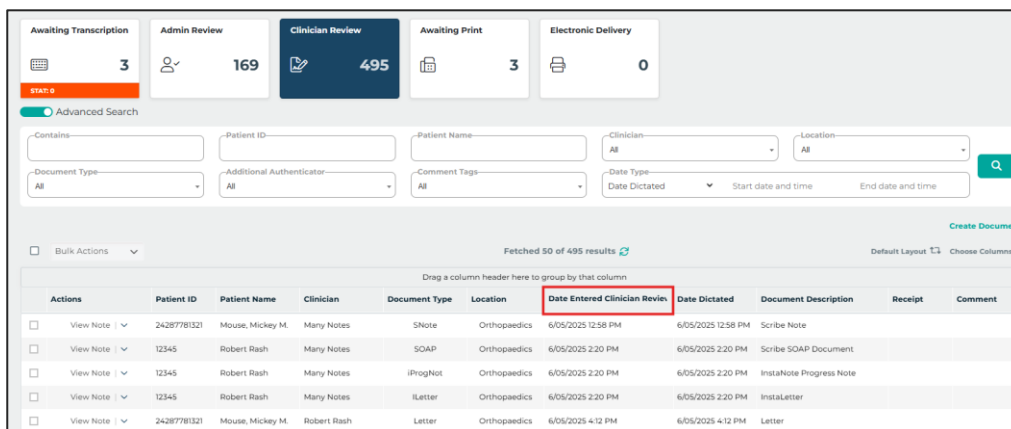 Awaiting Transcription
3
STAT: 0
Admin Review
169
Clinician Review
495
Awaiting Print
3
Electronic Delivery
0
Advanced Search
Contains
Patient ID
Patient Name
Clinician
All
Location
All
Document Type
All
Additional Authenticator
All
Comment Tags
All
Date Type
Date Dictated
Start date and time
End date and time
Create Docume
Bulk Actions
Fetched 50 of 495 results
Default Layout
Choose Columns
Drag a column header here to group by that column
Actions Patient ID Patient Name Clinician Document Type Location Date Entered Clinician Review Date Dictated Document Description Receipt Comment
View Note | 24287781321 Mouse, Mickey M. Many Notes SNote Orthopaedics 6/05/2025 12:58 PM 6/05/2025 12:58 PM Scribe Note
View Note | 12345 Robert Rash Many Notes SOAP Orthopaedics 6/05/2025 2:20 PM 6/05/2025 2:20 PM Scribe SOAP Document
View Note | 12345 Robert Rash Many Notes iProgNot Orthopaedics 6/05/2025 2:20 PM 6/05/2025 2:20 PM InstaNote Progress Note
View Note | 12345 Robert Rash Many Notes ILetter Orthopaedics 6/05/2025 2:20 PM 6/05/2025 2:20 PM InstaLetter
View Note | 24287781321 Mouse, Mickey M. Robert Rash Letter Orthopaedics 6/05/2025 4:12 PM 6/05/2025 4:12 PM Letter